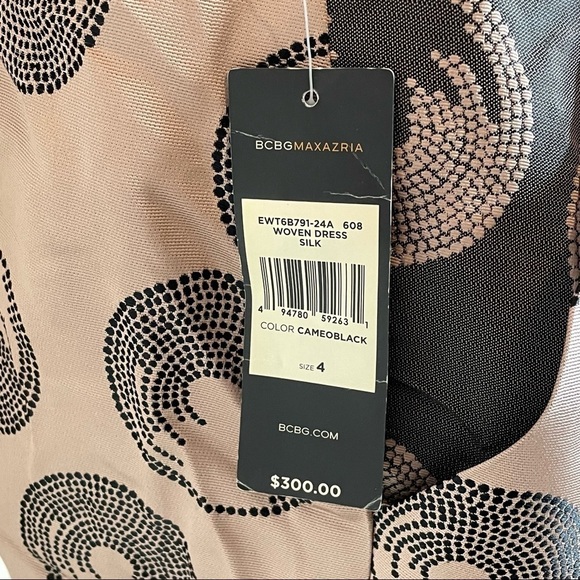 BCBGMAXAZRIA
EWT6B791-24A 608
WOVEN DRESS
SILK
4 94780 59263 1
COLOR CAMEOBLACK
SIZE 4
BCBG.COM
$300.00